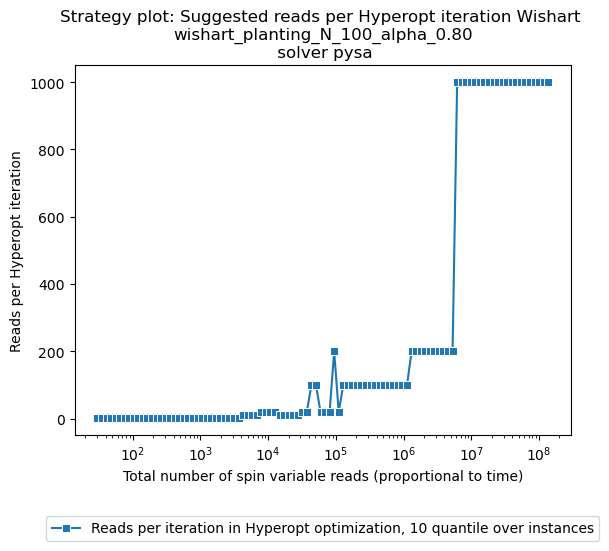 Strategy plot: Suggested reads per Hyperopt iteration Wishart
wishart_planting_N_100_alpha_0.80
solver pysa
1000
800
600
400
200
0
Reads per Hyperopt iteration
10²
10³
10⁴
10⁵
10⁶
10⁷
10⁸
Total number of spin variable reads (proportional to time)
Reads per iteration in Hyperopt optimization, 10 quantile over instances